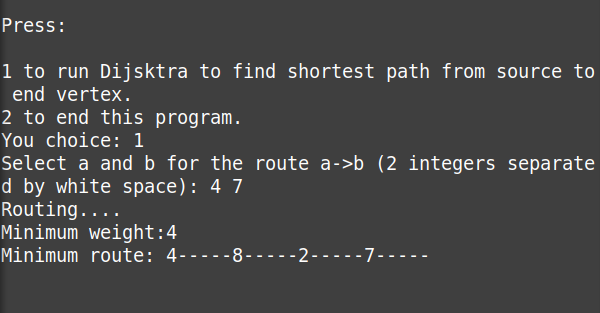 Press:
1 to run Dijsktra to find shortest path from source to
end vertex.
2 to end this program.
You choice: 1
Select a and b for the route a->b (2 integers separate
d by white space): 4 7
Routing....
Minimum weight:4
Minimum route: 4-----8-----2-----7-----